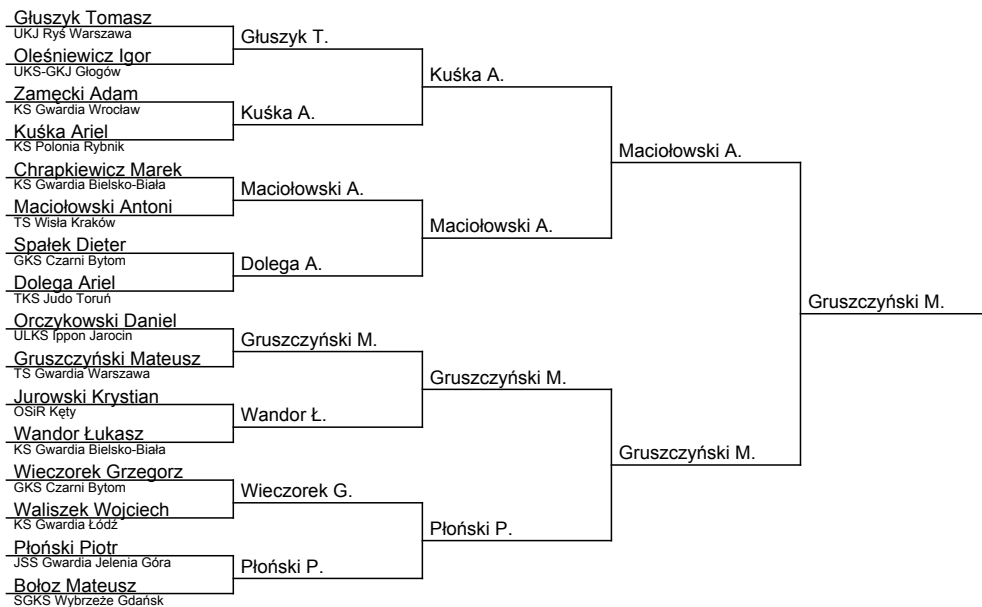 Głuszyk Tomasz
UKJ Ryś Warszawa
Oleśniewicz Igor
UKS-GKJ Głogów
Zamęcki Adam
KS Gwardia Wrocław
Kuśka Ariel
KS Polonia Rybnik
Chrapkiewicz Marek
KS Gwardia Bielsko-Biała
Maciołowski Antoni
TS Wisła Kraków
Spałek Dieter
GKS Czarni Bytom
Dolega Ariel
TKS Judo Toruń
Orczykowski Daniel
ULKS Ippon Jarocin
Gruszczyński Mateusz
TS Gwardia Warszawa
Jurowski Krystian
OSiR Kęty
Wandor Łukasz
KS Gwardia Bielsko-Biała
Wieczorek Grzegorz
GKS Czarni Bytom
Waliszek Wojciech
KS Gwardia Łódź
Płoński Piotr
JSS Gwardia Jelenia Góra
Bołoz Mateusz
SGKS Wybrzeże Gdańsk
Głuszyk T.
Kuśka A.
Maciołowski A.
Dolega A.
Gruszczyński M.
Wandor Ł.
Wieczorek G.
Płoński P.
Kuśka A.
Maciołowski A.
Gruszczyński M.
Płoński P.
Maciołowski A.
Gruszczyński M.
Gruszczyński M.